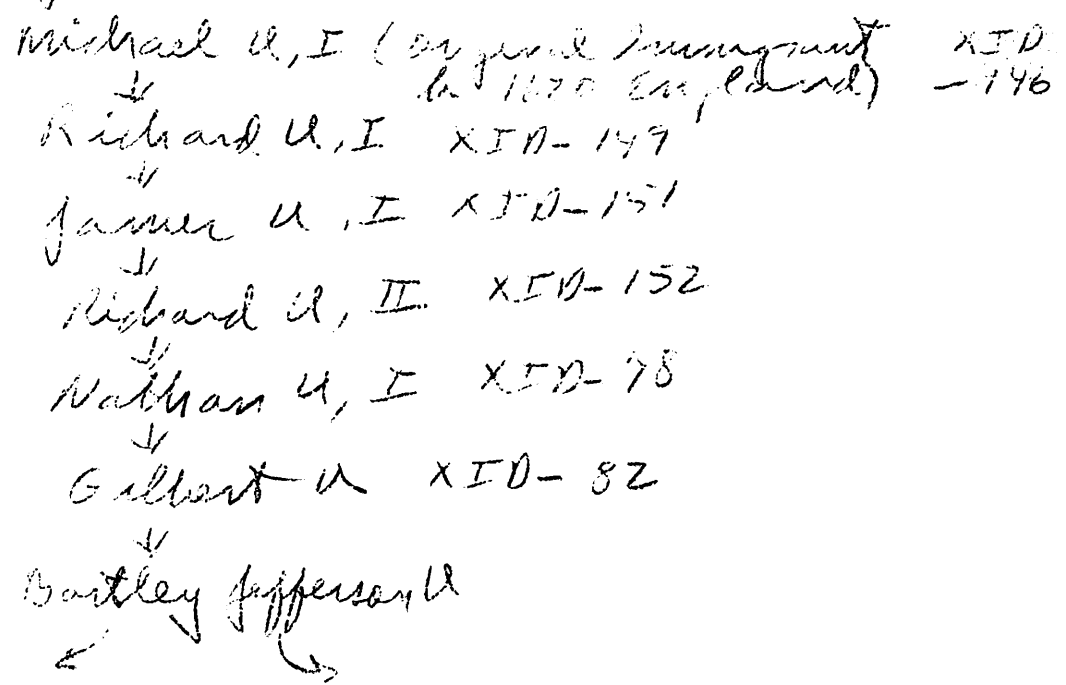 Michael U, I (Original Immigrant XID
in 1620 England) -146
Richard U, I XID-149
James U, I XID-151
Richard U, II XID-152
Nathan U, I XID-78
Gilbert U XID-82
Bartley Jefferson U